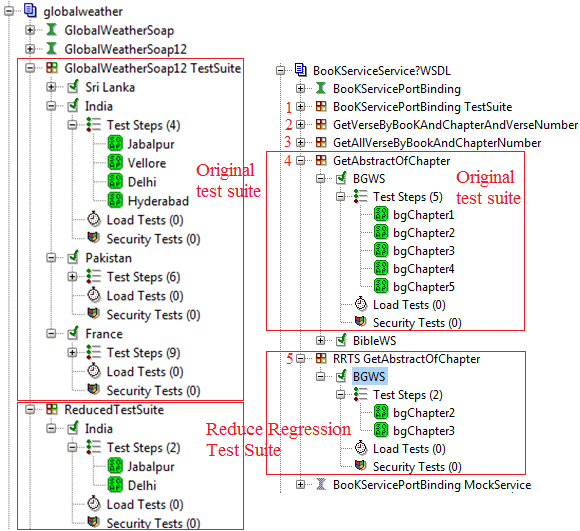 globalweather
GlobalWeatherSoap
GlobalWeatherSoap12
GlobalWeatherSoap12 TestSuite
Sri Lanka
India
Test Steps (4)
Jabalpur
Vellore
Delhi
Hyderabad
Load Tests (0)
Security Tests (0)
Pakistan
Test Steps (6)
Load Tests (0)
Security Tests (0)
France
Test Steps (9)
Load Tests (0)
Security Tests (0)
Original
test suite
ReducedTestSuite
India
Test Steps (2)
Jabalpur
Delhi
Load Tests (0)
Security Tests (0)
Reduce Regression
Test Suite
BooKServiceService?WSDL
BooKServicePortBinding
1 BooKServicePortBinding TestSuite
2 GetVerseByBooKAndChapterAndVerseNumber
3 GetAllVerseByBooKAndChapterNumber
4 GetAbstractOfChapter
BGWS
Test Steps (5)
bgChapter1
bgChapter2
bgChapter3
bgChapter4
bgChapter5
Load Tests (0)
Security Tests (0)
Original
test suite
BibleWS
5 RRTS GetAbstractOfChapter
BGWS
Test Steps (2)
bgChapter2
bgChapter3
Load Tests (0)
Security Tests (0)
BooKServicePortBinding MockService